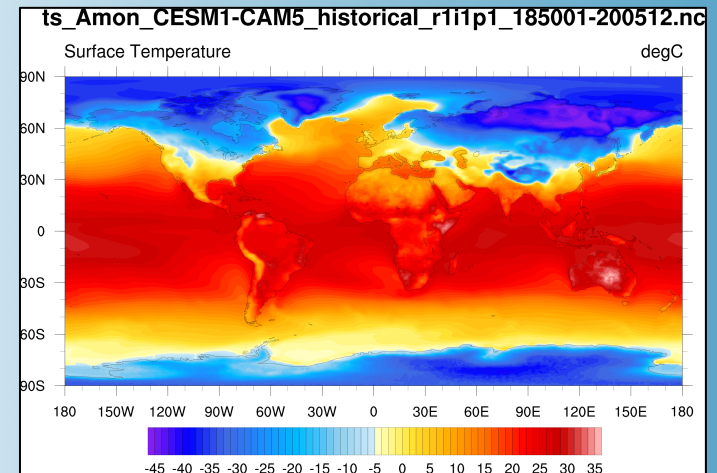 ts_Amon_CESM1-CAM5_historical_r1i1p1_185001-200512.nc
Surface Temperature degC
90N
60N
30N
0
30S
60S
90S
180 150W 120W 90W 60W 30W 0 30E 60E 90E 120E 150E 180
-45 -40 -35 -30 -25 -20 -15 -10 -5 0 5 10 15 20 25 30 35